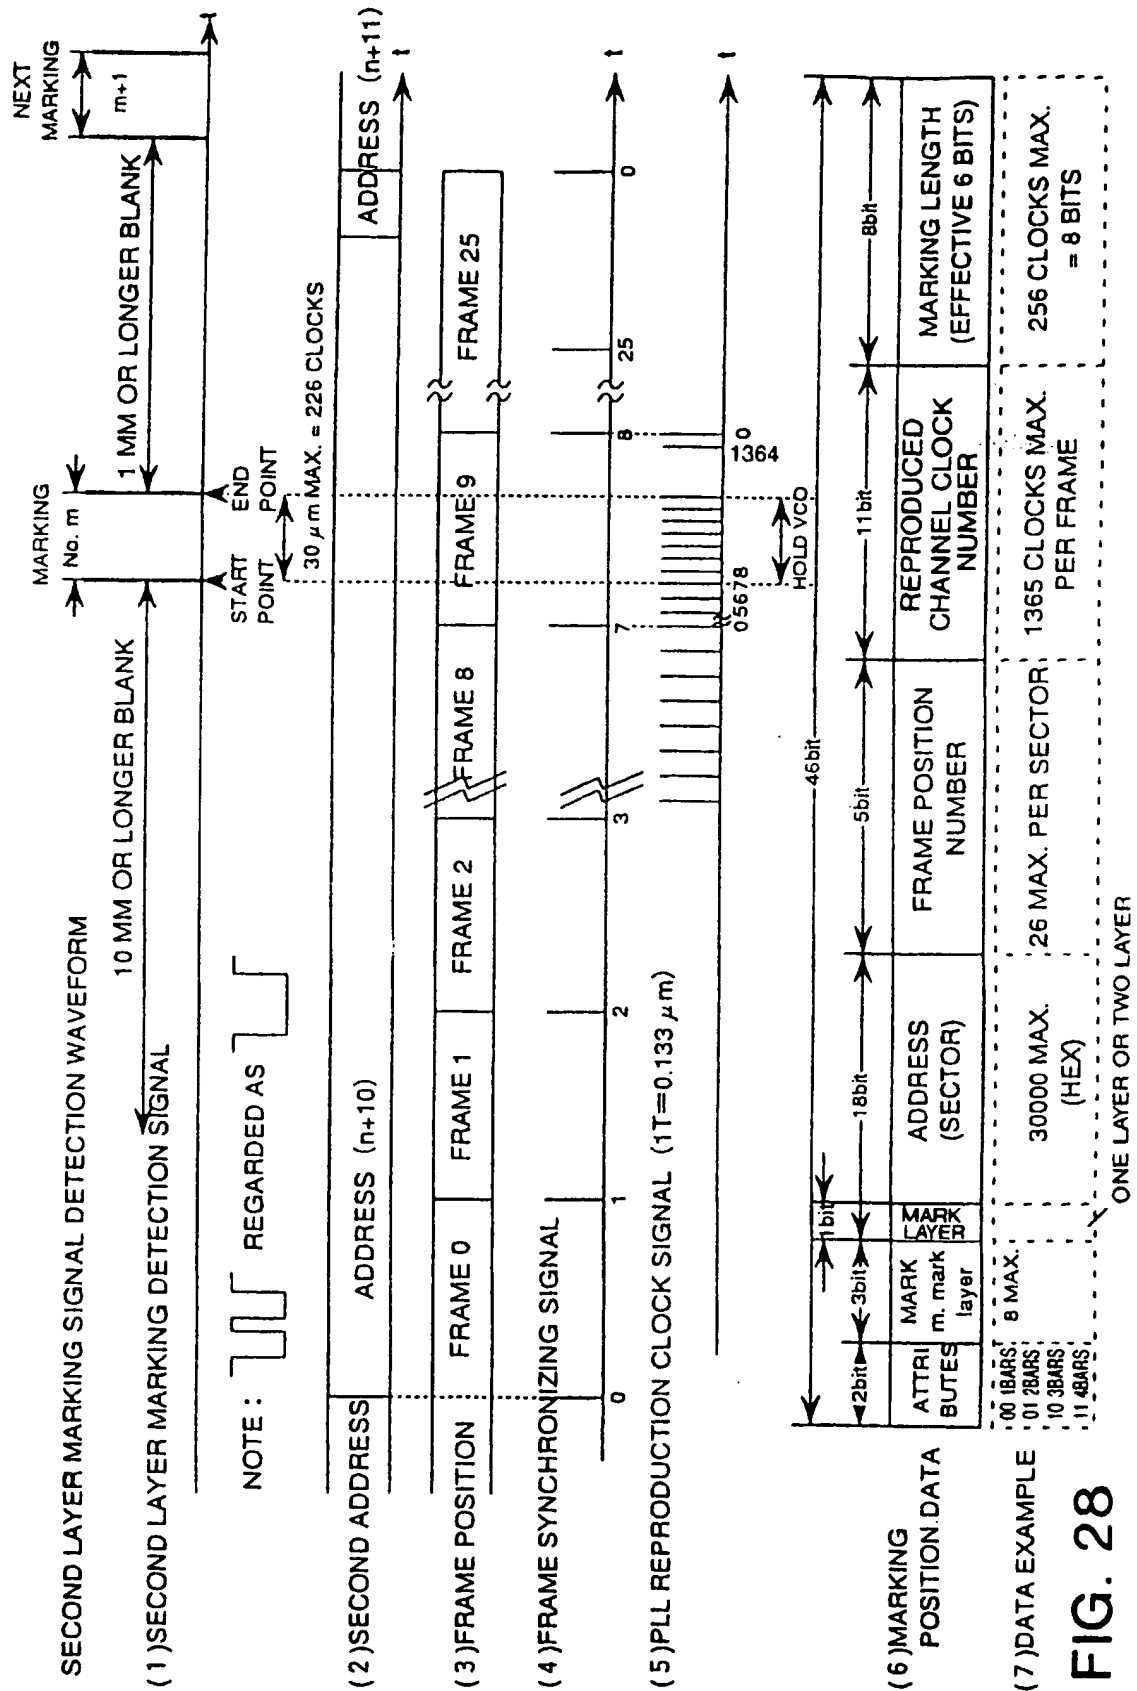 SECOND LAYER MARKING SIGNAL DETECTION WAVEFORM
(1)SECOND LAYER MARKING DETECTION SIGNAL
10 MM OR LONGER BLANK
MARKING
No. m
1 MM OR LONGER BLANK
NEXT
MARKING
m+1
t
START
POINT
END
POINT
NOTE :
REGARDED AS
30 μm MAX. = 226 CLOCKS
(2)SECOND ADDRESS
ADDRESS (n+10)
ADDRESS (n+11)
t
(3)FRAME POSITION
FRAME 0
FRAME 1
FRAME 2
FRAME 8
FRAME 9
FRAME 25
(4)FRAME SYNCHRONIZING SIGNAL
0
1
2
3
7
8
25
0
t
(5)PLL REPRODUCTION CLOCK SIGNAL (1T=0.133 μm)
0 5678
1364
0
t
HOLD VCO
46bit
2bit
3bit
1bit
18bit
5bit
11bit
8bit
(6)MARKING
POSITION.DATA
ATTRI
BUTES
MARK
m. mark
layer
MARK
LAYER
ADDRESS
(SECTOR)
FRAME POSITION
NUMBER
REPRODUCED
CHANNEL CLOCK
NUMBER
MARKING LENGTH
(EFFECTIVE 6 BITS)
(7)DATA EXAMPLE
00 1BARS
01 2BARS
10 3BARS
11 4BARS
8 MAX.
30000 MAX.
(HEX)
26 MAX. PER SECTOR
1365 CLOCKS MAX.
PER FRAME
256 CLOCKS MAX.
= 8 BITS
ONE LAYER OR TWO LAYER
FIG. 28